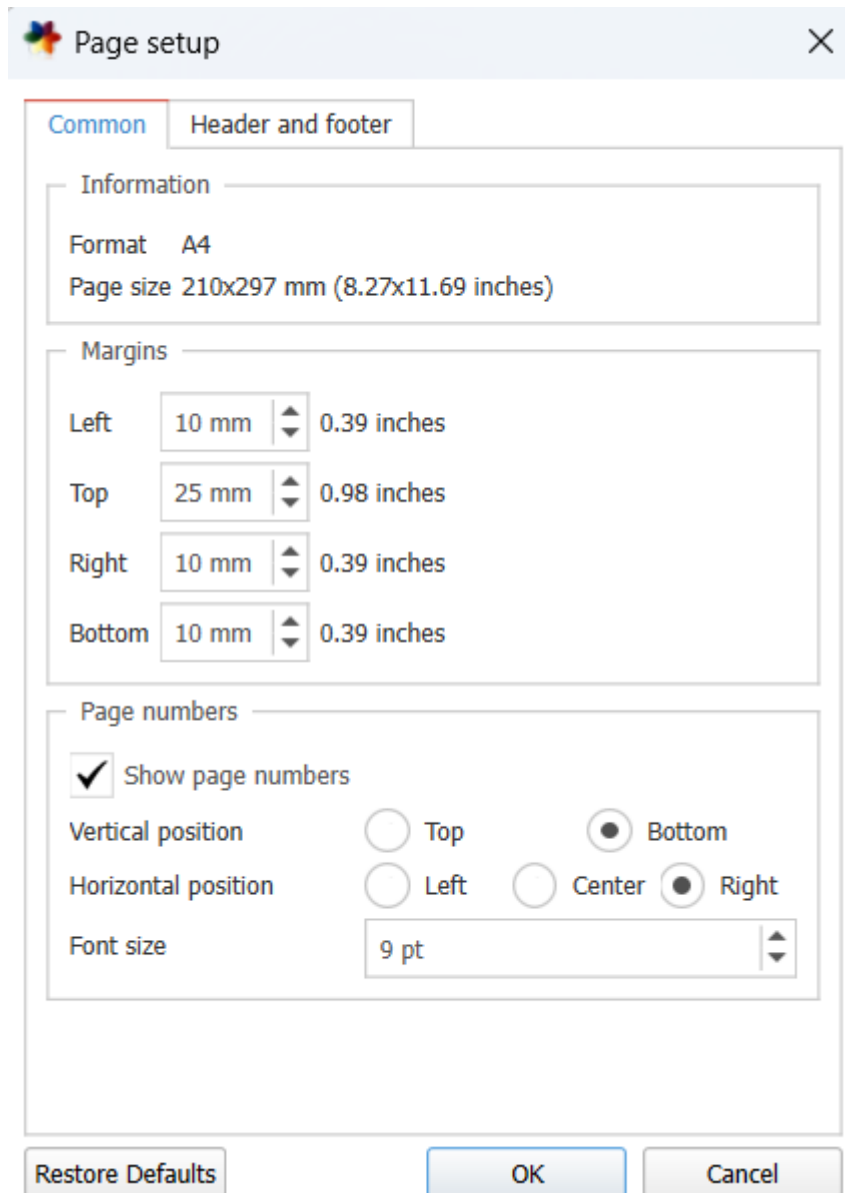 Page setup
Common Header and footer
Information
Format A4
Page size 210x297 mm (8.27x11.69 inches)
Margins
Left 10 mm 0.39 inches
Top 25 mm 0.98 inches
Right 10 mm 0.39 inches
Bottom 10 mm 0.39 inches
Page numbers
Show page numbers
Vertical position Top Bottom
Horizontal position Left Center Right
Font size 9 pt
Restore Defaults OK Cancel